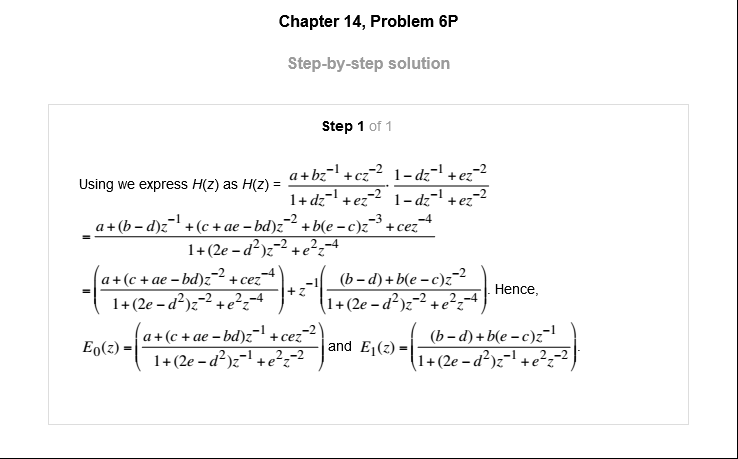 Chapter 14, Problem 6P
Step-by-step solution
Step 1 of 1
Using we express H(z) as H(z) = \frac{a+bz^{-1}+cz^{-2}}{1+dz^{-1}+ez^{-2}} \cdot \frac{1-dz^{-1}+ez^{-2}}{1-dz^{-1}+ez^{-2}}
= \frac{a+(b-d)z^{-1}+(c+ae-bd)z^{-2}+b(e-c)z^{-3}+cez^{-4}}{1+(2e-d^2)z^{-2}+e^2z^{-4}}
= \left(\frac{a+(c+ae-bd)z^{-2}+cez^{-4}}{1+(2e-d^2)z^{-2}+e^2z^{-4}}\right)+z^{-1}\left(\frac{(b-d)+b(e-c)z^{-2}}{1+(2e-d^2)z^{-2}+e^2z^{-4}}\right). Hence,
E_0(z) = \left(\frac{a+(c+ae-bd)z^{-1}+cez^{-2}}{1+(2e-d^2)z^{-1}+e^2z^{-2}}\right) and E_1(z) = \left(\frac{(b-d)+b(e-c)z^{-1}}{1+(2e-d^2)z^{-1}+e^2z^{-2}}\right).